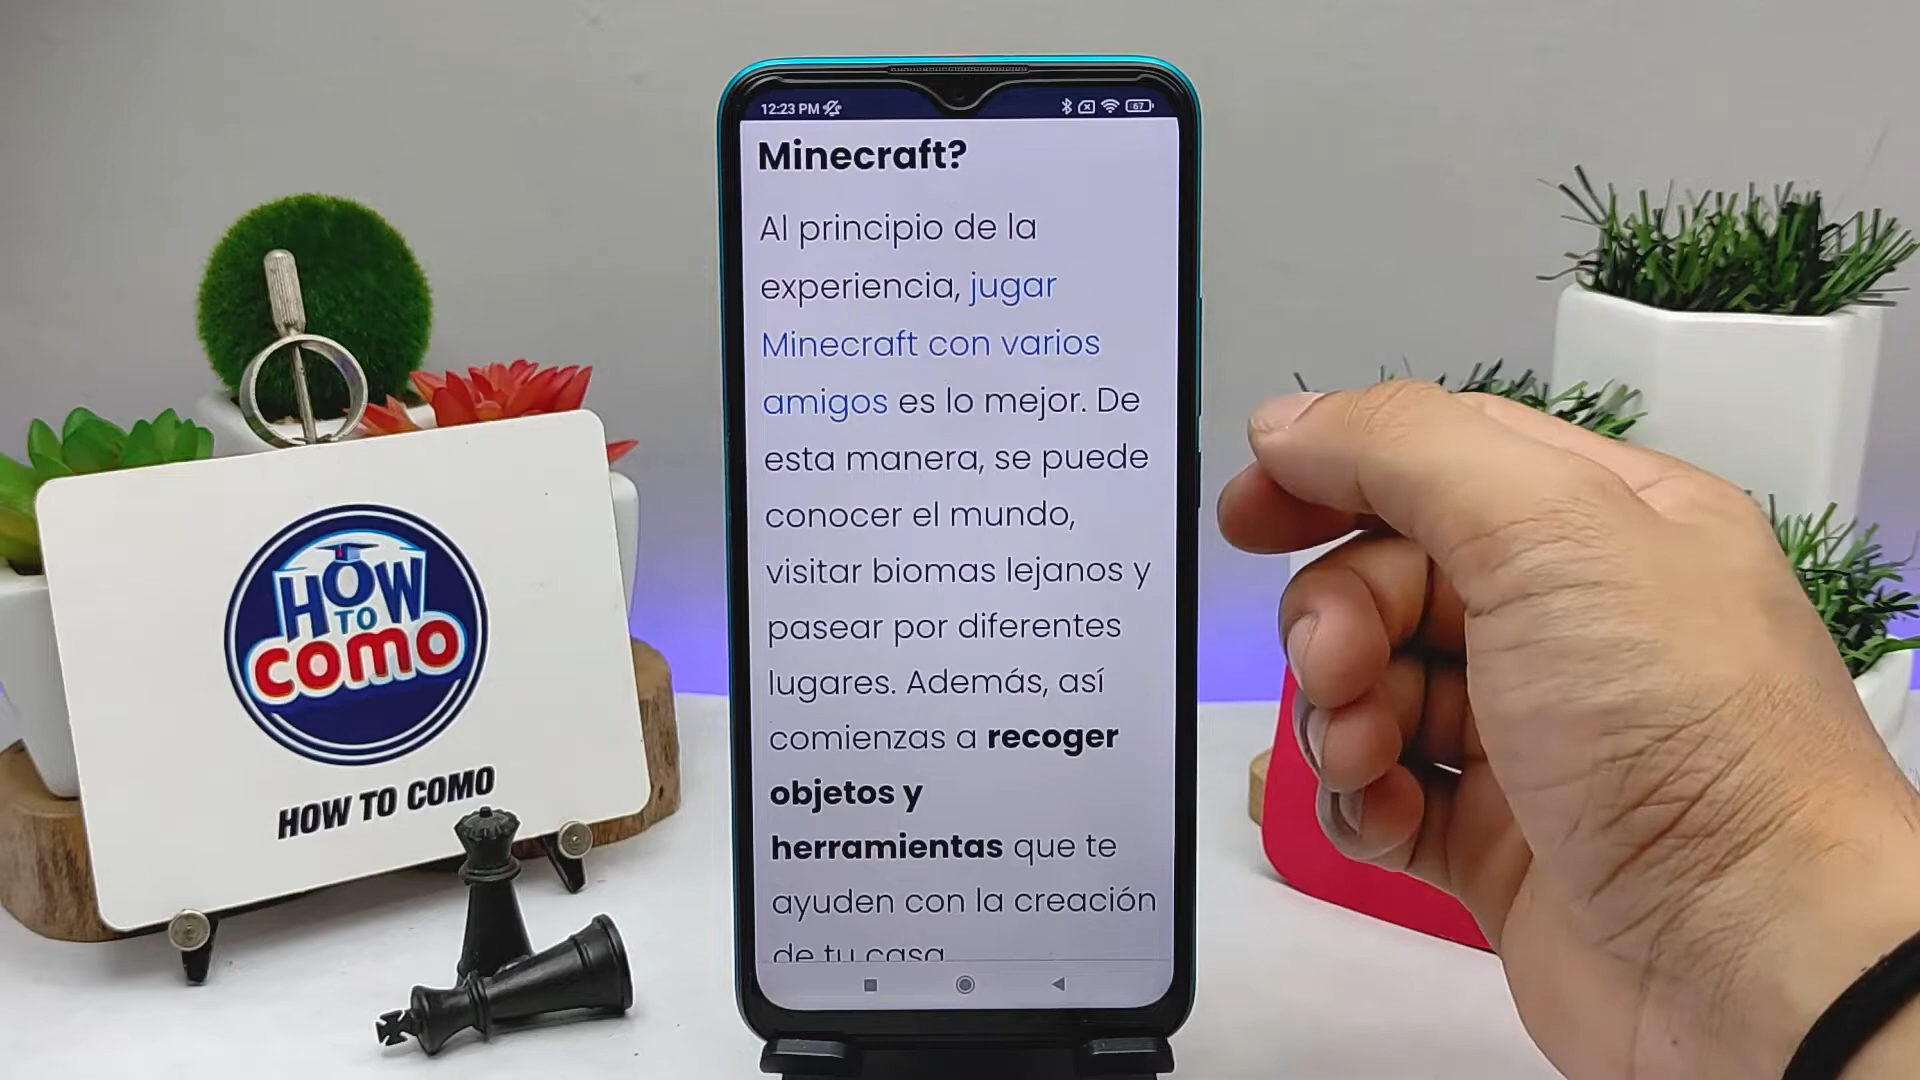 12:23 PM
67
Minecraft?
Al principio de la
experiencia, jugar
Minecraft con varios
amigos es lo mejor. De
esta manera, se puede
conocer el mundo,
visitar biomas lejanos y
pasear por diferentes
lugares. Además, así
comienzas a recoger
objetos y
herramientas que te
ayuden con la creación
de tu casa
HOW
TO
como
HOW TO COMO